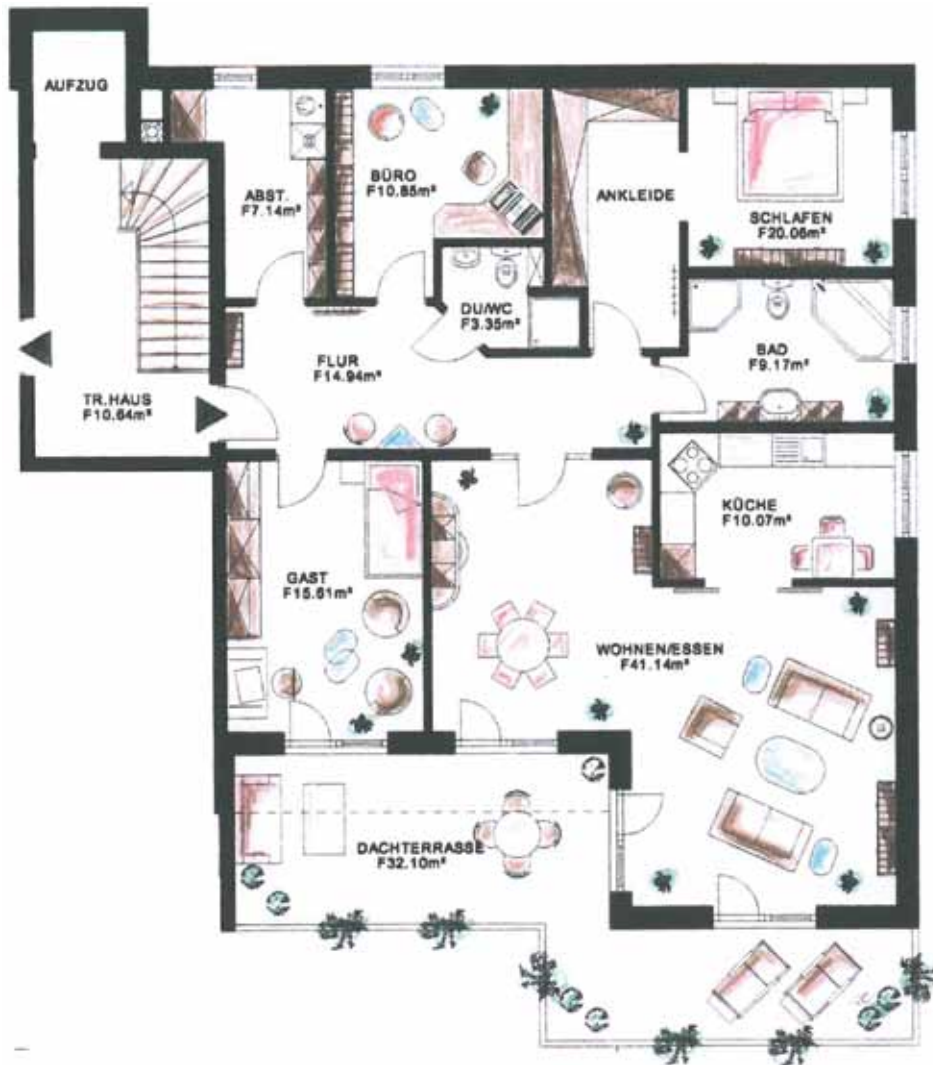 AUFZUG
ABST.
F7.14m²
BÜRO
F10.85m²
ANKLEIDE
SCHLAFEN
F20.06m²
DU/WC
F3.35m²
FLUR
F14.94m²
BAD
F9.17m²
TR.HAUS
F10.64m²
KÜCHE
F10.07m²
GAST
F15.61m²
WOHNEN/ESSEN
F41.14m²
DACHTERRASSE
F32.10m²